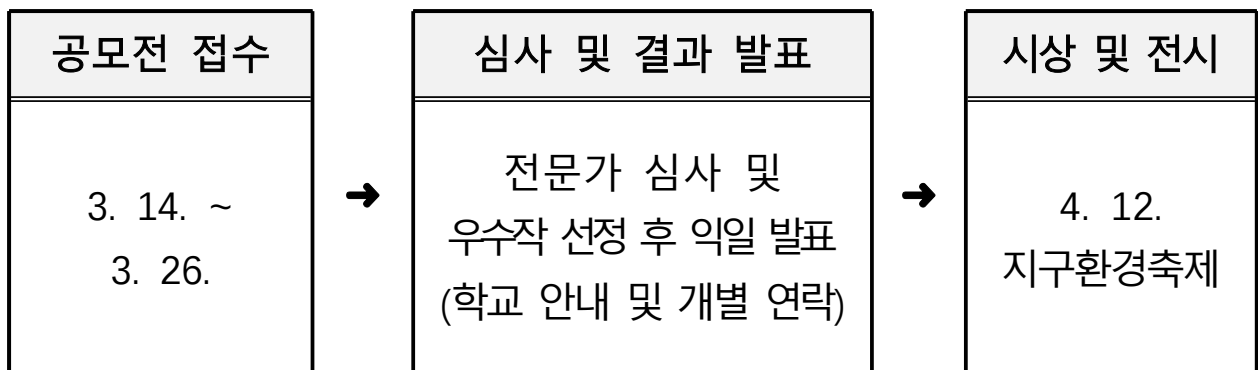 공모전 접수
3. 14. ~
3. 26.
➜
심사 및 결과 발표
전문가 심사 및
우수작 선정 후 익일 발표
(학교 안내 및 개별 연락)
➜
시상 및 전시
4. 12.
지구환경축제